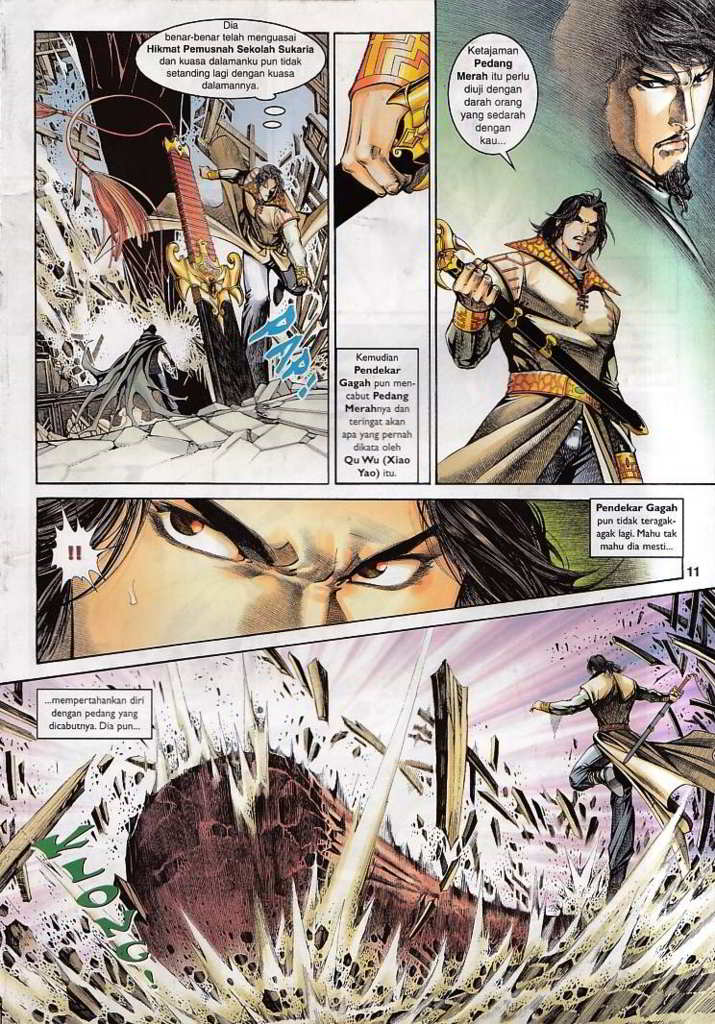 Dia
benar-benar telah menguasai
Hikmat Pemusnah Sekolah Sukaria
dan kuasa dalamanku pun tidak
setanding lagi dengan kuasa
dalamannya.
PAP!
Kemudian
Pendekar
Gagah pun men-
cabut Pedang
Merahnya dan
teringat akan
apa yang pernah
dikata oleh
Qu Wu (Xiao
Yao) itu.
Ketajaman
Pedang
Merah itu perlu
diuji dengan
darah orang
yang sedarah
dengan
kau...
!!
Pendekar Gagah
pun tidak teragak-
agak lagi. Mahu tak
mahu dia mesti...
11
...mempertahankan diri
dengan pedang yang
dicabutnya. Dia pun...